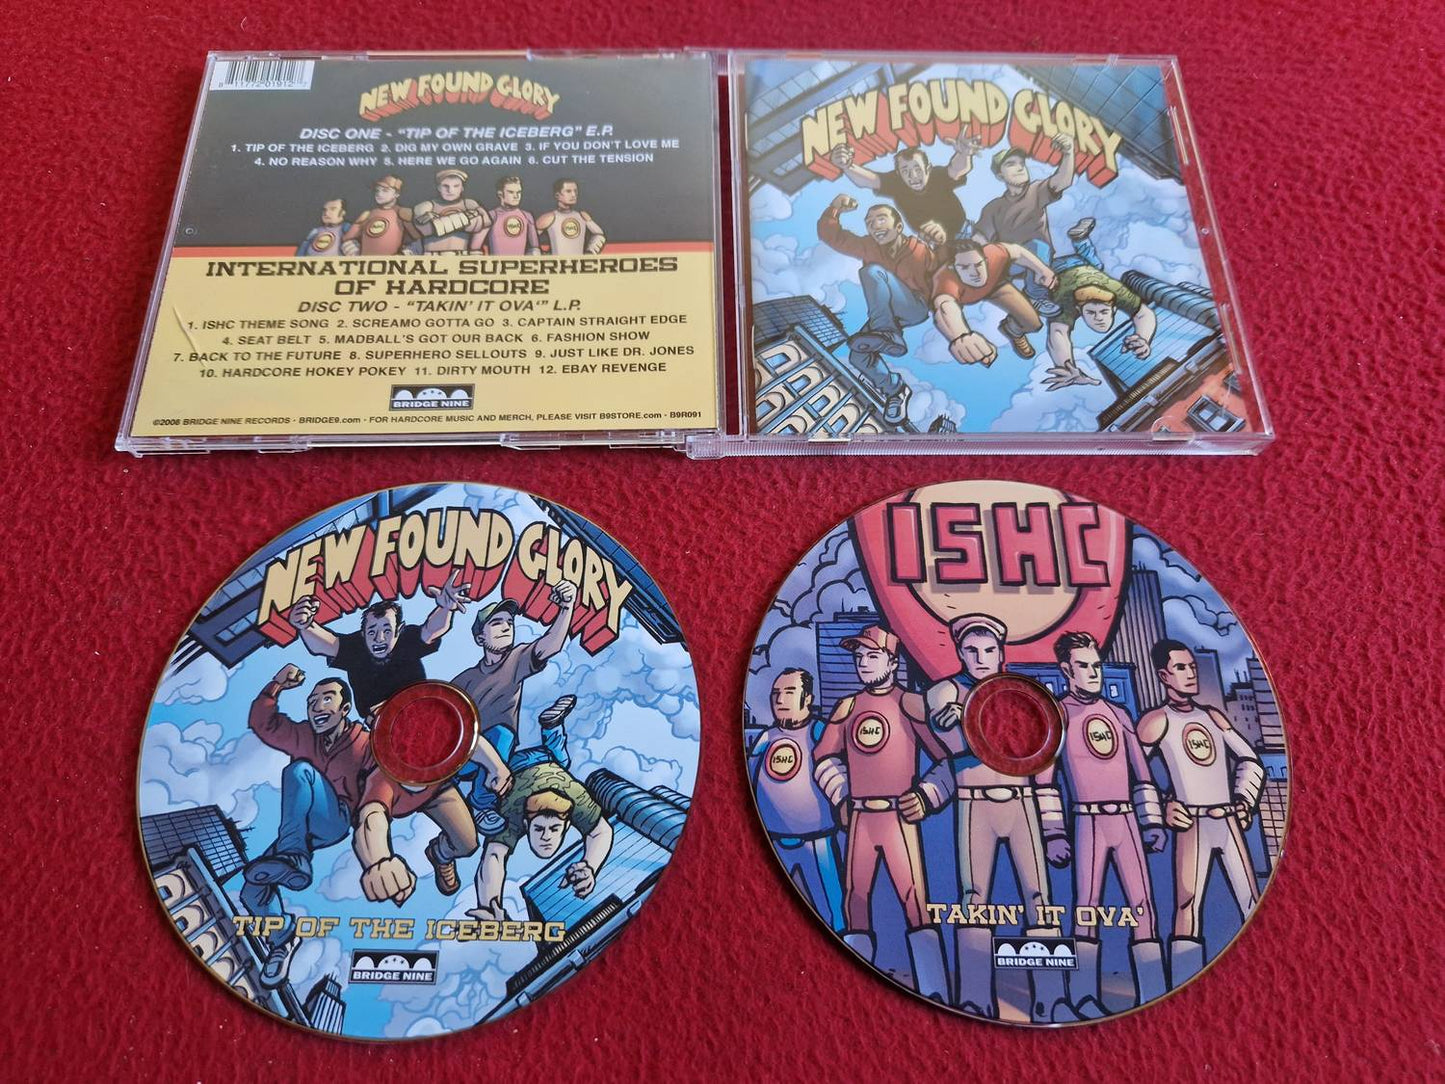 8 11772 01912 7
NEW FOUND GLORY
DISC ONE - "TIP OF THE ICEBERG" E.P.
1. TIP OF THE ICEBERG 2. DIG MY OWN GRAVE 3. IF YOU DON'T LOVE ME
4. NO REASON WHY 5. HERE WE GO AGAIN 6. CUT THE TENSION
INTERNATIONAL SUPERHEROES
OF HARDCORE
DISC TWO - "TAKIN' IT OVA'" L.P.
1. ISHC THEME SONG 2. SCREAMO GOTTA GO 3. CAPTAIN STRAIGHT EDGE
4. SEAT BELT 5. MADBALL'S GOT OUR BACK 6. FASHION SHOW
7. BACK TO THE FUTURE 8. SUPERHERO SELLOUTS 9. JUST LIKE DR. JONES
10. HARDCORE HOKEY POKEY 11. DIRTY MOUTH 12. EBAY REVENGE
BRIDGE NINE
©2008 BRIDGE NINE RECORDS · BRIDGE9.com · FOR HARDCORE MUSIC AND MERCH, PLEASE VISIT B9STORE.com · B9R091
NEW FOUND GLORY
NEW FOUND GLORY
TIP OF THE ICEBERG
BRIDGE NINE
ISHC
ISHC
ISHC
ISHC
ISHC
TAKIN' IT OVA'
BRIDGE NINE